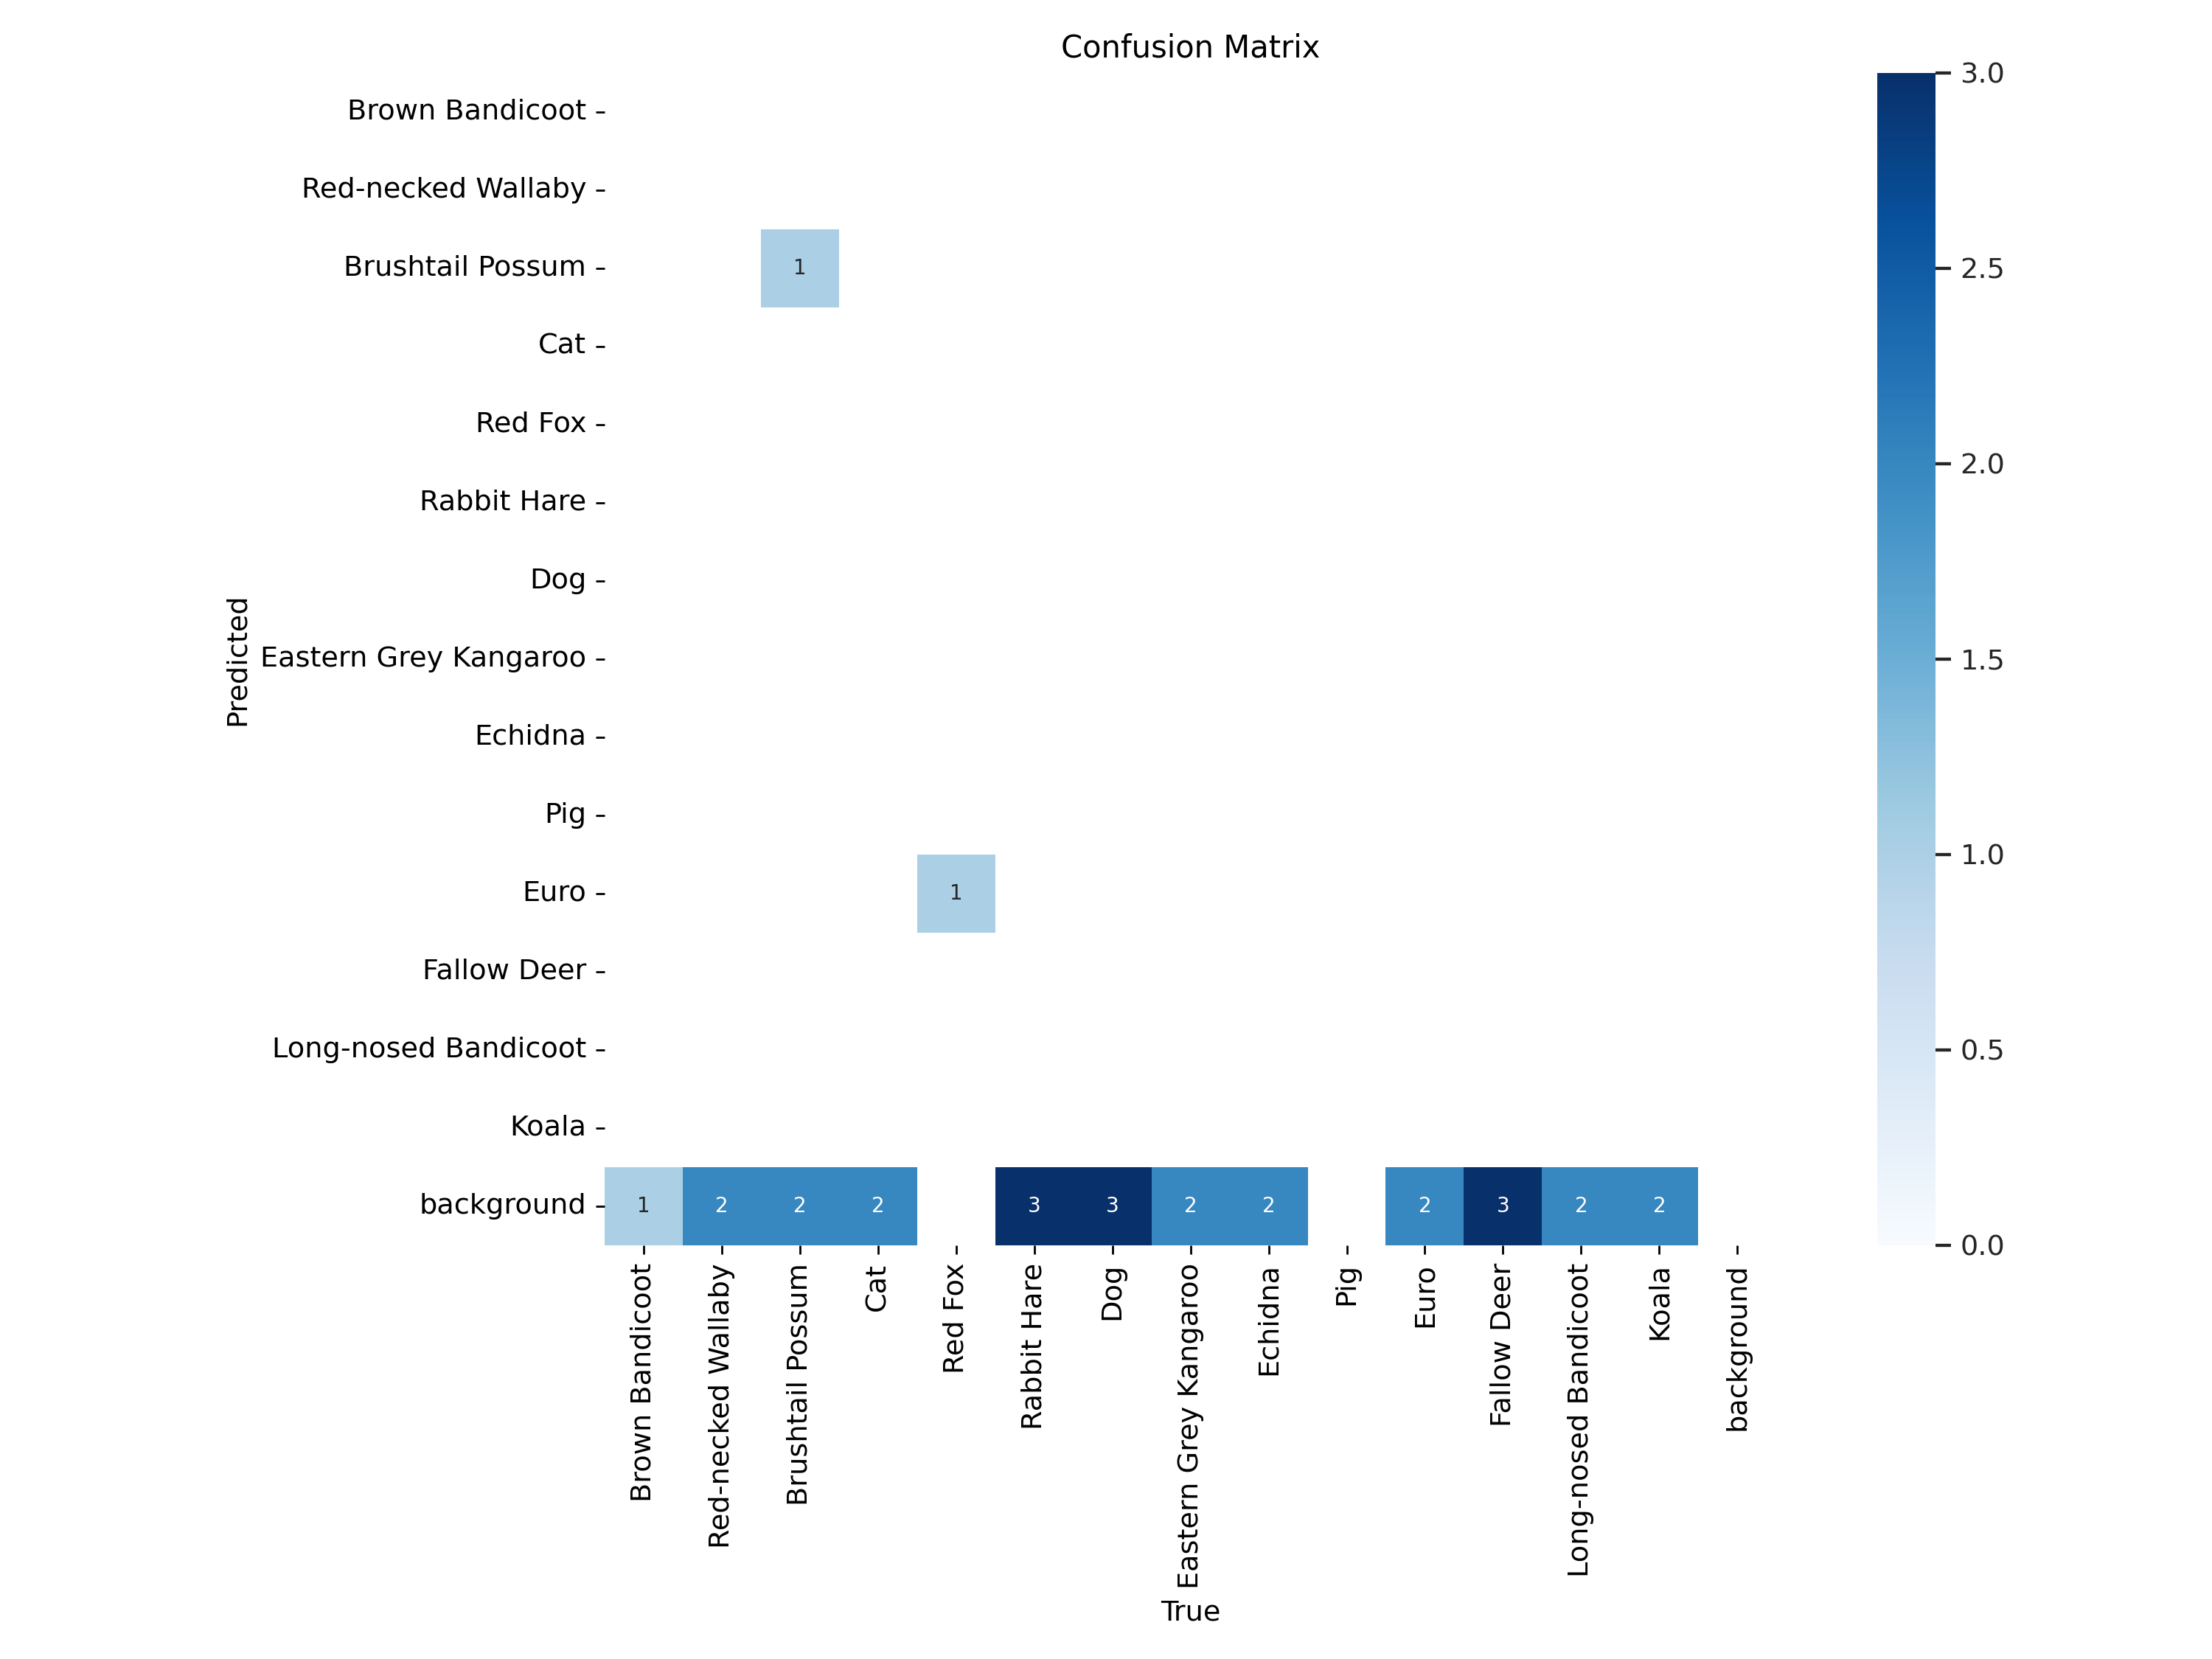 Confusion Matrix
Predicted
Brown Bandicoot
Red-necked Wallaby
Brushtail Possum
Cat
Red Fox
Rabbit Hare
Dog
Eastern Grey Kangaroo
Echidna
Pig
Euro
Fallow Deer
Long-nosed Bandicoot
Koala
background
1
1
1 2 2 2 3 3 2 2 2 3 2 2
Brown Bandicoot
Red-necked Wallaby
Brushtail Possum
Cat
Red Fox
Rabbit Hare
Dog
Eastern Grey Kangaroo
Echidna
Pig
Euro
Fallow Deer
Long-nosed Bandicoot
Koala
background
True
3.0
2.5
2.0
1.5
1.0
0.5
0.0